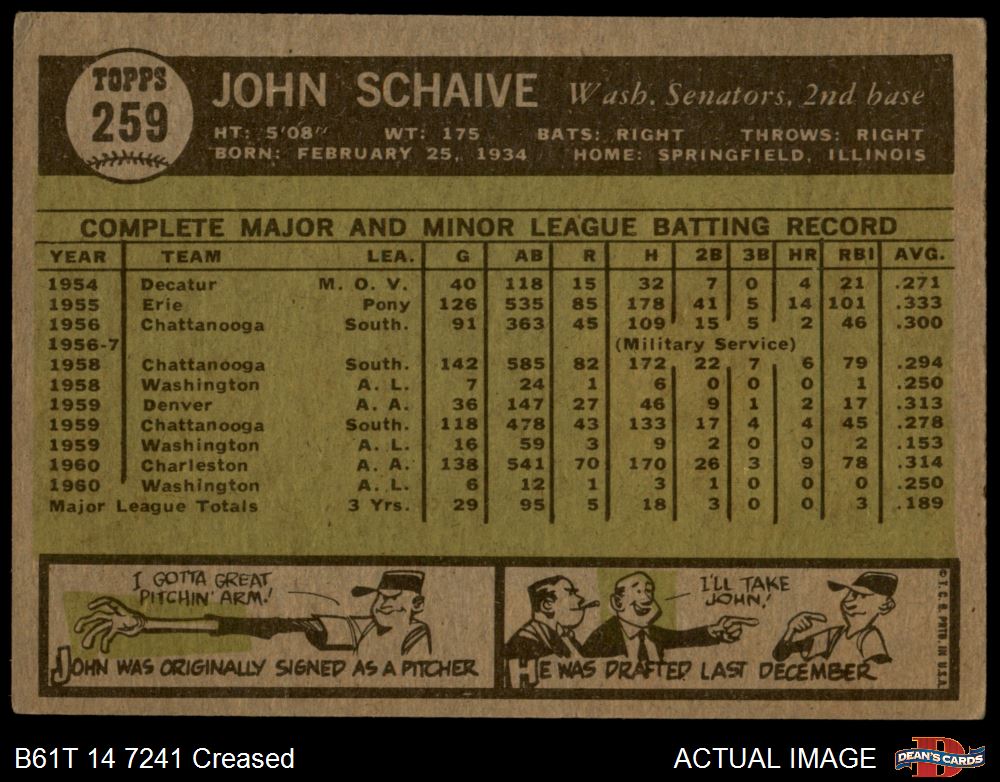 TOPPS
259
JOHN SCHAIVE Wash. Senators, 2nd base
HT: 5'08" WT: 175 BATS: RIGHT THROWS: RIGHT
BORN: FEBRUARY 25, 1934 HOME: SPRINGFIELD, ILLINOIS
COMPLETE MAJOR AND MINOR LEAGUE BATTING RECORD
YEAR TEAM LEA. G AB R H 2B 3B HR RBI AVG.
1954 Decatur M. O. V. 40 118 15 32 7 0 4 21 .271
1955 Erie Pony 126 535 85 178 41 5 14 101 .333
1956 Chattanooga South. 91 363 45 109 15 5 2 46 .300
1956-7 (Military Service)
1958 Chattanooga South. 142 585 82 172 22 7 6 79 .294
1958 Washington A. L. 7 24 1 6 0 0 0 1 .250
1959 Denver A. A. 36 147 27 46 9 1 2 17 .313
1959 Chattanooga South. 118 478 43 133 17 4 4 45 .278
1959 Washington A. L. 16 59 3 9 2 0 0 2 .153
1960 Charleston A. A. 138 541 70 170 26 3 9 78 .314
1960 Washington A. L. 6 12 1 3 1 0 0 0 .250
Major League Totals 3 Yrs. 29 95 5 18 3 0 0 3 .189
I GOTTA GREAT
PITCHIN' ARM!
JOHN WAS ORIGINALLY SIGNED AS A PITCHER
I'LL TAKE
JOHN!
HE WAS DRAFTED LAST DECEMBER
© T. C. G. PRTD. IN U.S.A.
B61T 14 7241 Creased
ACTUAL IMAGE
DEAN'S CARDS